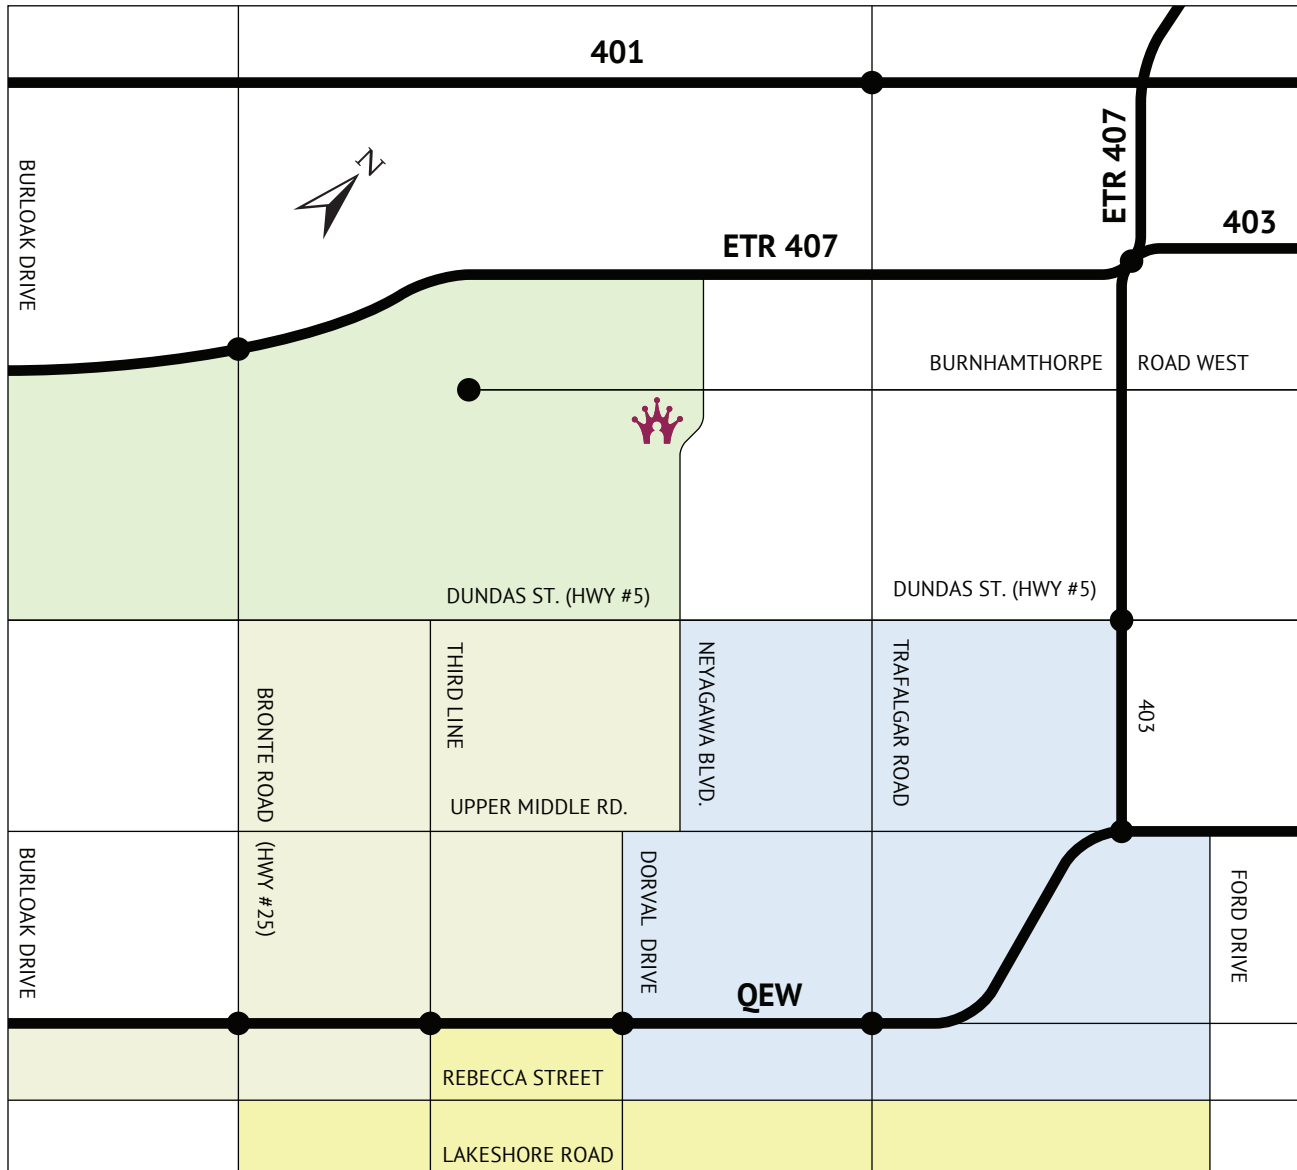 401
ETR 407
N
BURLOAK DRIVE
403
ETR 407
BURNHAMTHORPE ROAD WEST
DUNDAS ST. (HWY #5)
DUNDAS ST. (HWY #5)
THIRD LINE
NEYAGAWA BLVD.
TRAFALGAR ROAD
BRONTE ROAD (HWY #25)
403
UPPER MIDDLE RD.
BURLOAK DRIVE
DORVAL DRIVE
FORD DRIVE
QEW
REBECCA STREET
LAKESHORE ROAD